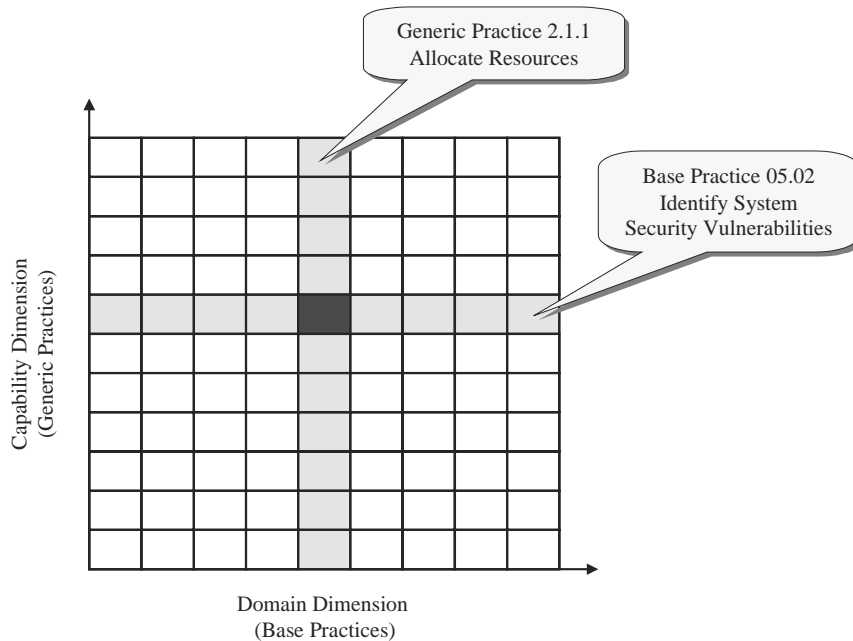 Generic Practice 2.1.1
Allocate Resources
Base Practice 05.02
Identify System
Security Vulnerabilities
Capability Dimension
(Generic Practices)
Domain Dimension
(Base Practices)